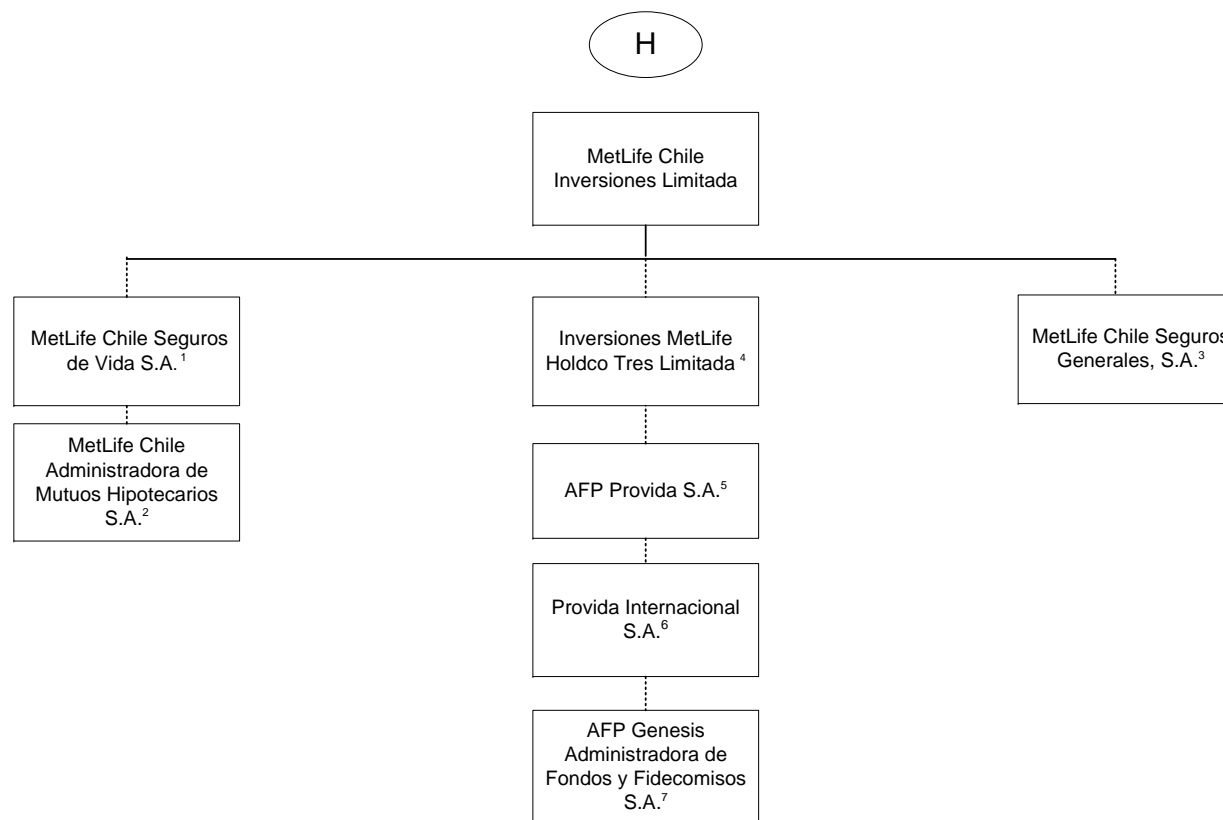 H
MetLife Chile
Inversiones Limitada
MetLife Chile Seguros
de Vida S.A.¹
Inversiones MetLife
Holdco Tres Limitada ⁴
MetLife Chile Seguros
Generales, S.A.³
MetLife Chile
Administradora de
Mutuos Hipotecarios
S.A.²
AFP Provida S.A.⁵
Provida Internacional
S.A.⁶
AFP Genesis
Administradora de
Fondos y Fidecomisos
S.A.⁷